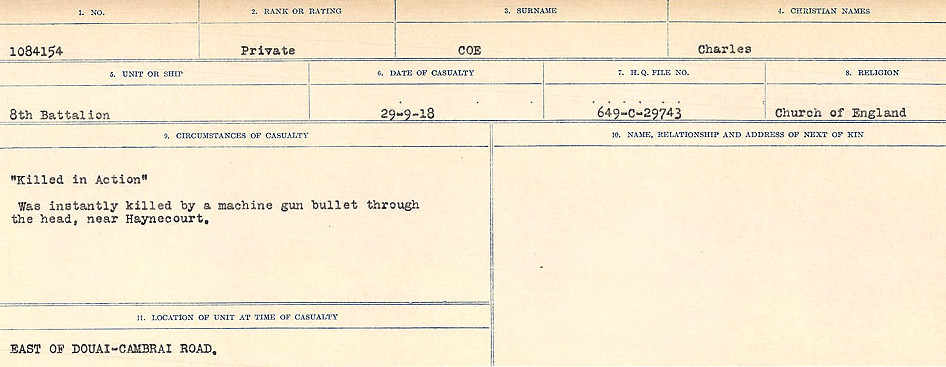 1. NO.
2. RANK OR RATING
3. SURNAME
4. CHRISTIAN NAMES
1084154
Private
COE
Charles
5. UNIT OR SHIP
6. DATE OF CASUALTY
7. H.Q. FILE NO.
8. RELIGION
8th Battalion
29-9-18
649-C-29743
Church of England
9. CIRCUMSTANCES OF CASUALTY
10. NAME, RELATIONSHIP AND ADDRESS OF NEXT OF KIN
"Killed in Action"
Was instantly killed by a machine gun bullet through
the head, near Haynecourt.
11. LOCATION OF UNIT AT TIME OF CASUALTY
EAST OF DOUAI-CAMBRAI ROAD.